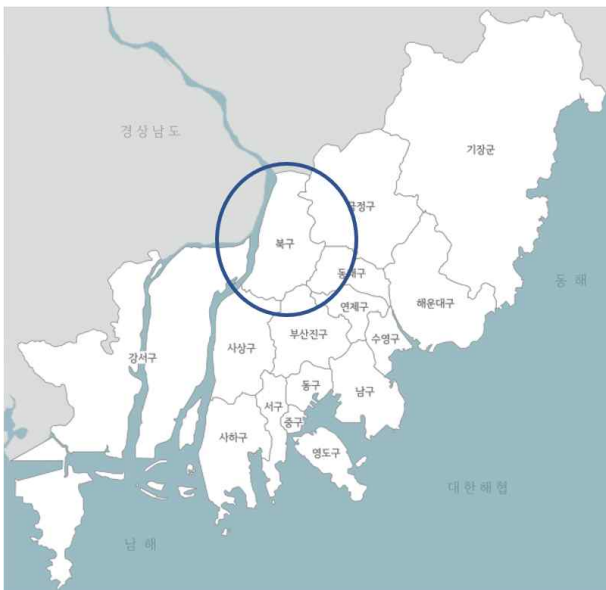 경상남도
기장군
금정구
북구
동래구
해운대구
동해
연제구
부산진구
수영구
사상구
강서구
동구
남구
서구
중구
사하구
영도구
대한해협
남해